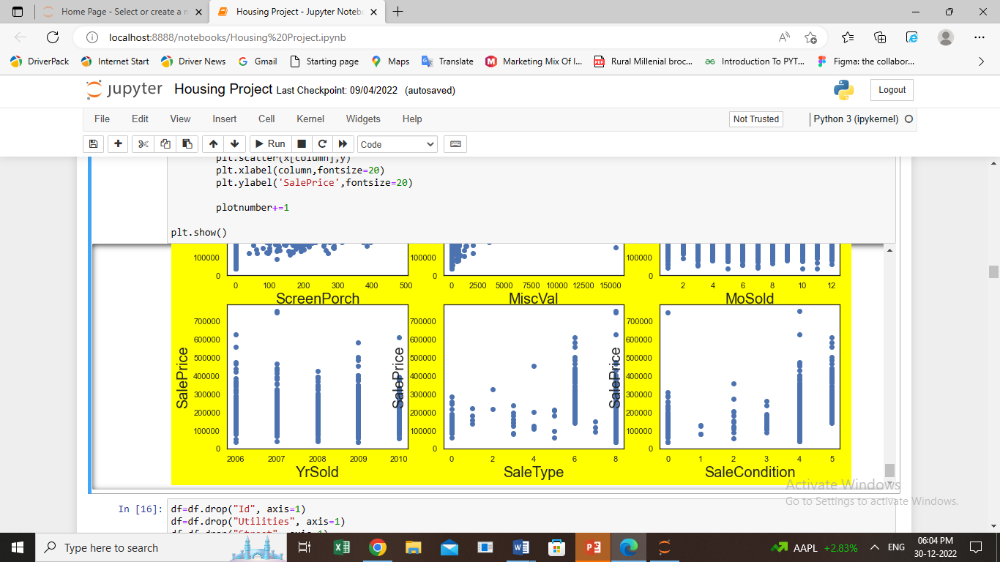 Home Page - Select or create a n
Housing Project - Jupyter Noteb
localhost:8888/notebooks/Housing%20Project.ipynb
DriverPack Internet Start Driver News Gmail Starting page Maps Translate Marketing Mix Of I... Rural Millenial broc... Introduction To PYT... Figma: the collabor...
jupyter Housing Project Last Checkpoint: 09/04/2022 (autosaved) Logout
File Edit View Insert Cell Kernel Widgets Help Not Trusted Python 3 (ipykernel)
Run Code
plt.scatter(x[column],y)
plt.xlabel(column,fontsize=20)
plt.ylabel('SalePrice',fontsize=20)
plotnumber+=1
plt.show()
100000 100000 100000
0 0 0
0 100 200 300 400 500 0 2500 5000 7500 10000 12500 15000 2 4 6 8 10 12
ScreenPorch MiscVal MoSold
700000 700000 700000
600000 600000 600000
500000 500000 500000
400000 400000 400000
300000 300000 300000
200000 200000 200000
100000 100000 100000
0 0 0
SalePrice SalePrice SalePrice
2006 2007 2008 2009 2010 0 2 4 6 8 0 1 2 3 4 5
YrSold SaleType SaleCondition
Activate Windows
Go to Settings to activate Windows.
In [16]: df=df.drop("Id", axis=1)
df=df.drop("Utilities", axis=1)
df=df.drop("Street", axis=1)
Type here to search AAPL +2.83% ENG 06:04 PM
30-12-2022